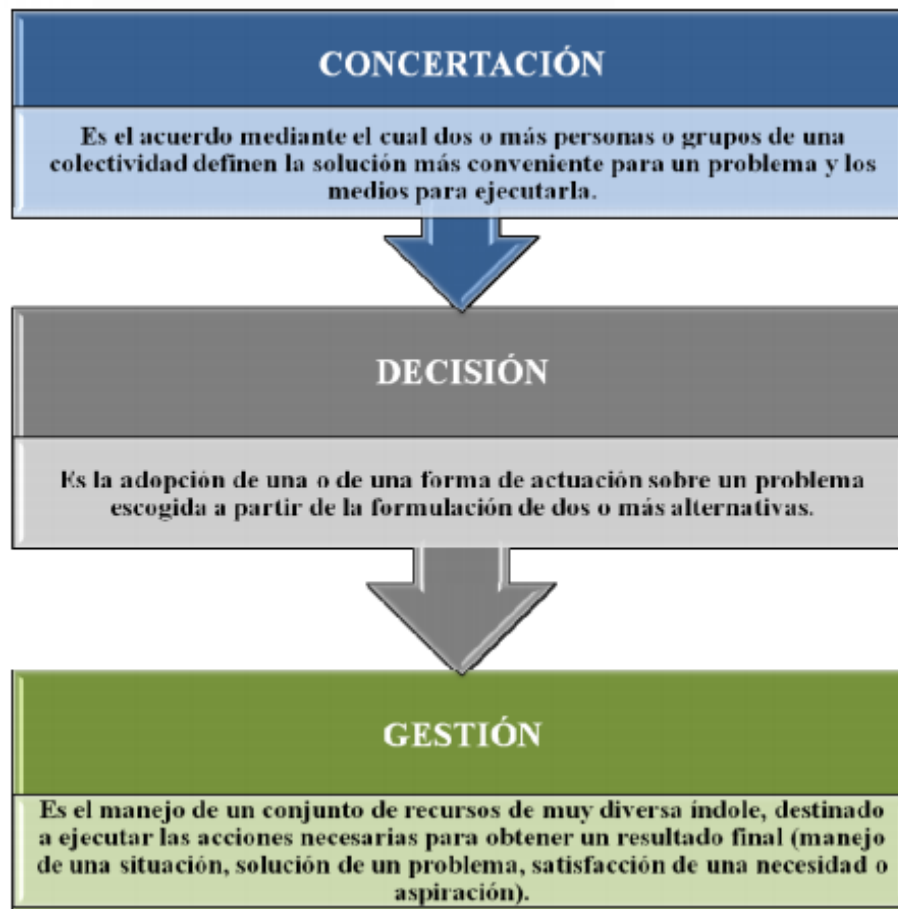 CONCERTACIÓN
Es el acuerdo mediante el cual dos o más personas o grupos de una
colectividad definen la solución más conveniente para un problema y los
medios para ejecutarla.
DECISIÓN
Es la adopción de una o de una forma de actuación sobre un problema
escogida a partir de la formulación de dos o más alternativas.
GESTIÓN
Es el manejo de un conjunto de recursos de muy diversa índole, destinado
a ejecutar las acciones necesarias para obtener un resultado final (manejo
de una situación, solución de un problema, satisfacción de una necesidad o
aspiración).